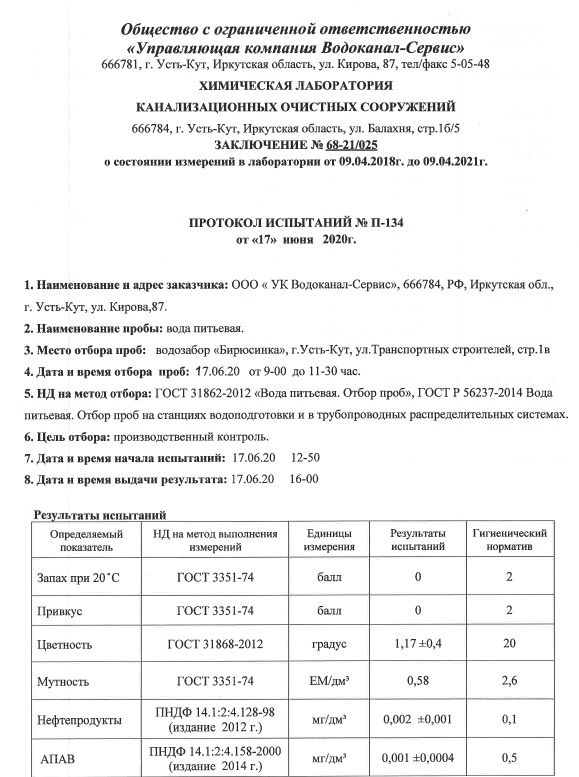 Общество с ограниченной ответственностью
«Управляющая компания Водоканал-Сервис»
666781, г. Усть-Кут, Иркутская область, ул. Кирова, 87, тел/факс 5-05-48
ХИМИЧЕСКАЯ ЛАБОРАТОРИЯ
КАНАЛИЗАЦИОННЫХ ОЧИСТНЫХ СООРУЖЕНИЙ
666784, г. Усть-Кут, Иркутская область, ул. Балахня, стр.1б/5
ЗАКЛЮЧЕНИЕ № 68-21/025
о состоянии измерений в лаборатории от 09.04.2018г. до 09.04.2021г.
ПРОТОКОЛ ИСПЫТАНИЙ № П-134
от «17» июня 2020г.
1. Наименование и адрес заказчика: ООО « УК Водоканал-Сервис», 666784, РФ, Иркутская обл.,
г. Усть-Кут, ул. Кирова,87.
2. Наименование пробы: вода питьевая.
3. Место отбора проб: водозабор «Бирюсинка», г.Усть-Кут, ул.Транспортных строителей, стр.1в
4. Дата и время отбора проб: 17.06.20 от 9-00 до 11-30 час.
5. НД на метод отбора: ГОСТ 31862-2012 «Вода питьевая. Отбор проб», ГОСТ Р 56237-2014 Вода
питьевая. Отбор проб на станциях водоподготовки и в трубопроводных распределительных системах.
6. Цель отбора: производственный контроль.
7. Дата и время начала испытаний: 17.06.20 12-50
8. Дата и время выдачи результата: 17.06.20 16-00
Результаты испытаний
Определяемый показатель НД на метод выполнения измерений Единицы измерения Результаты испытаний Гигиенический норматив
Запах при 20˚С ГОСТ 3351-74 балл 0 2
Привкус ГОСТ 3351-74 балл 0 2
Цветность ГОСТ 31868-2012 градус 1,17 ±0,4 20
Мутность ГОСТ 3351-74 ЕМ/дм³ 0,58 2,6
Нефтепродукты ПНДФ 14.1:2:4.128-98 (издание 2012 г.) мг/дм³ 0,002 ±0,001 0,1
АПАВ ПНДФ 14.1:2:4.158-2000 (издание 2014 г.) мг/дм³ 0,001 ±0,0004 0,5